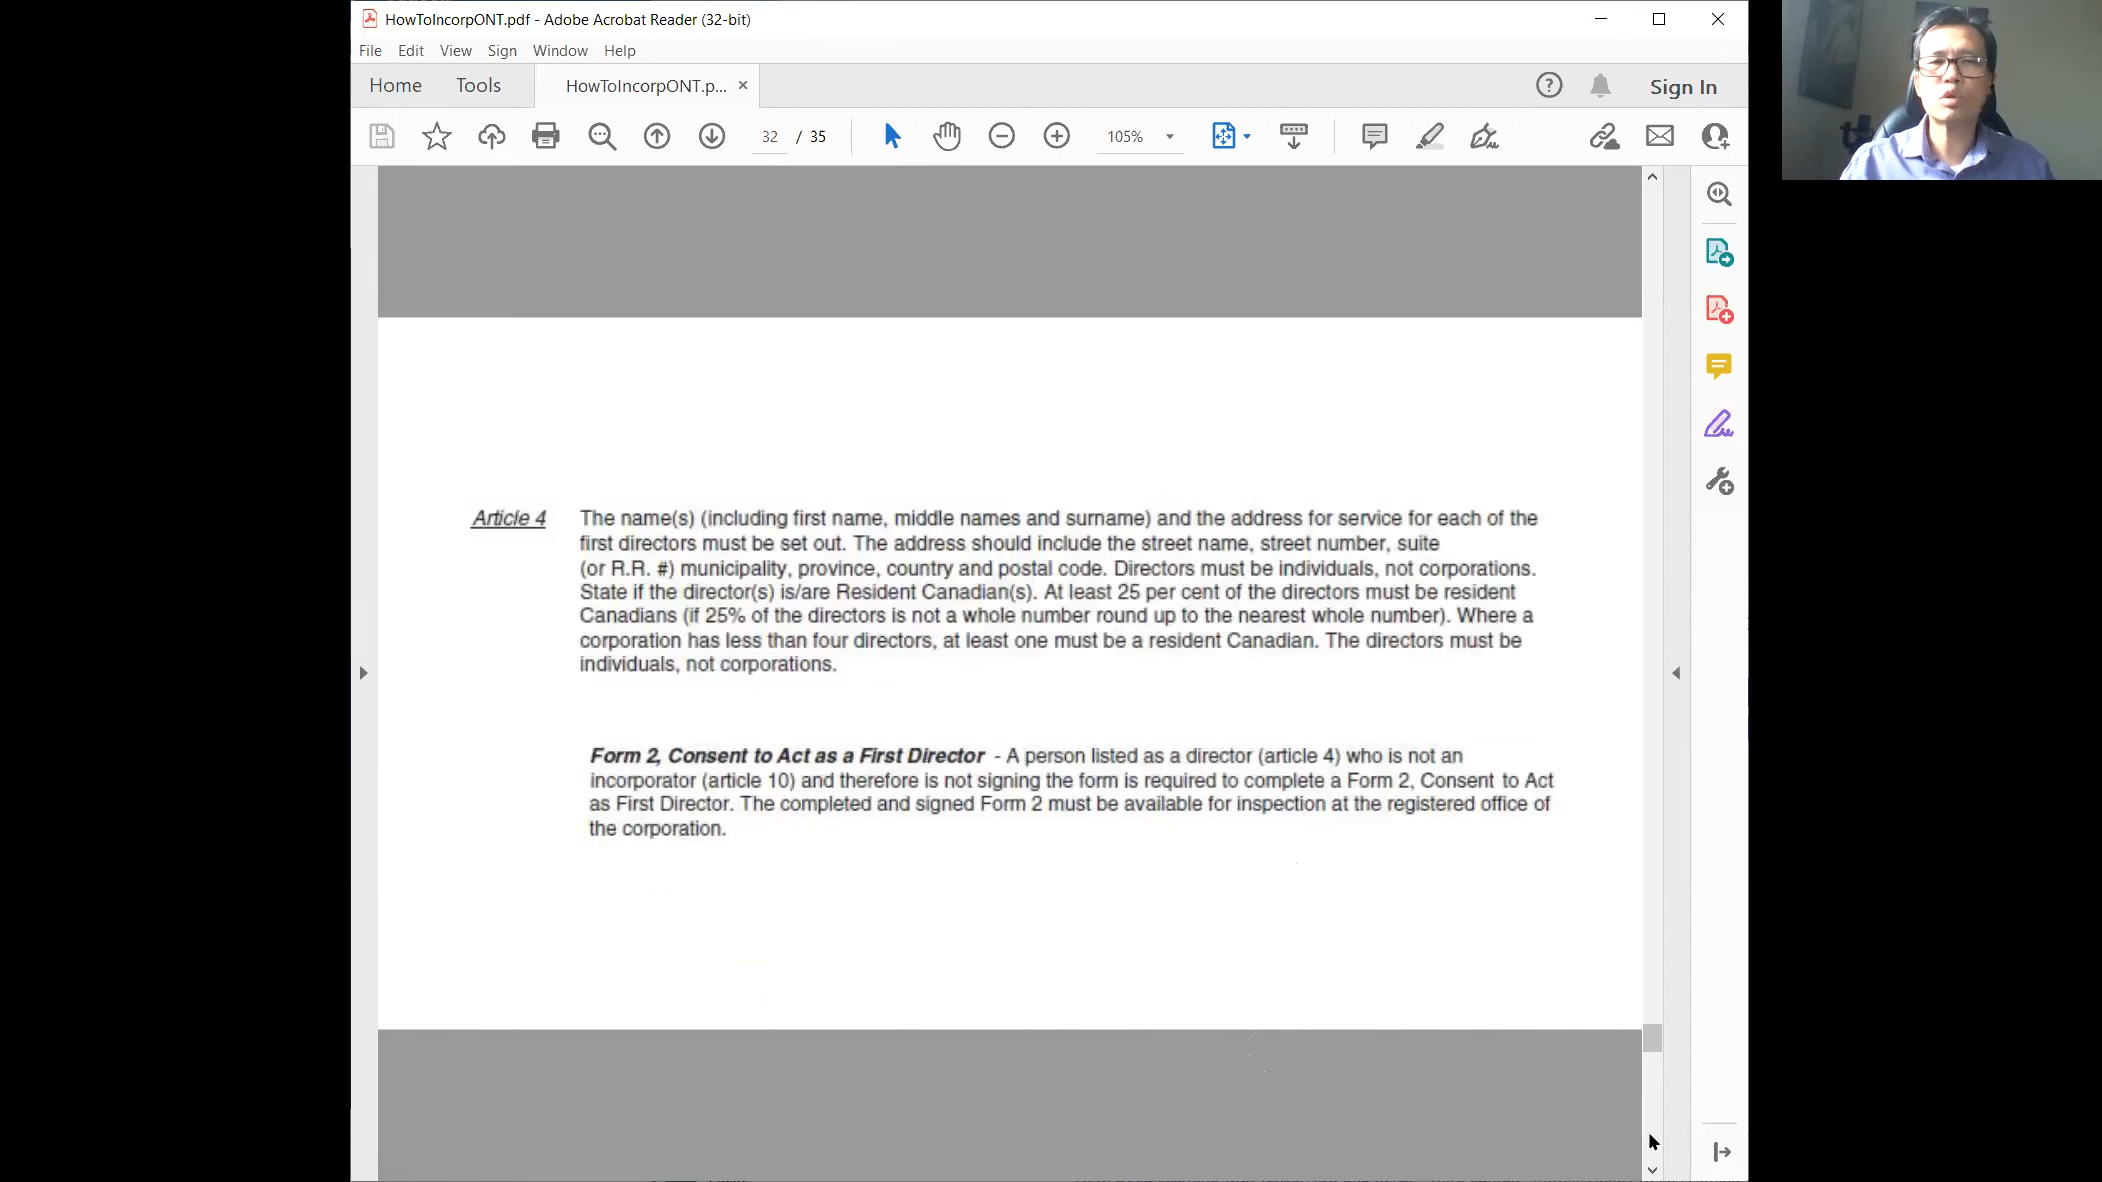 HowToIncorpONT.pdf - Adobe Acrobat Reader (32-bit)
File Edit View Sign Window Help
Home Tools HowToIncorpONT.p... Sign In
32 / 35 105%
Article 4 The name(s) (including first name, middle names and surname) and the address for service for each of the
first directors must be set out. The address should include the street name, street number, suite
(or R.R. #) municipality, province, country and postal code. Directors must be individuals, not corporations.
State if the director(s) is/are Resident Canadian(s). At least 25 per cent of the directors must be resident
Canadians (if 25% of the directors is not a whole number round up to the nearest whole number). Where a
corporation has less than four directors, at least one must be a resident Canadian. The directors must be
individuals, not corporations.
Form 2, Consent to Act as a First Director - A person listed as a director (article 4) who is not an
incorporator (article 10) and therefore is not signing the form is required to complete a Form 2, Consent to Act
as First Director. The completed and signed Form 2 must be available for inspection at the registered office of
the corporation.